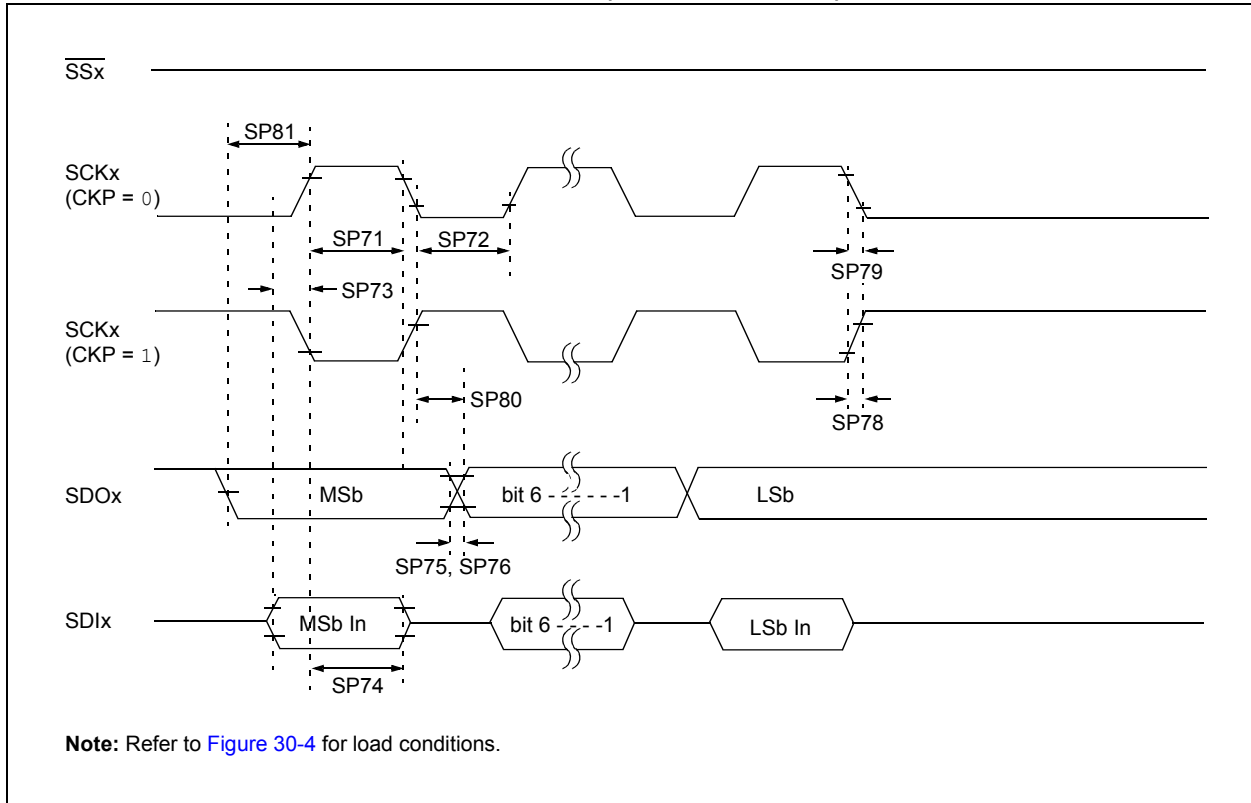 SSx
SP81
SCKx
(CKP = 0)
SP71
SP72
SP79
SP73
SCKx
(CKP = 1)
SP80
SP78
SDOx
MSb
bit 6 - - - - - -1
LSb
SP75, SP76
SDIx
MSb In
bit 6 - - - -1
LSb In
SP74
Note: Refer to Figure 30-4 for load conditions.